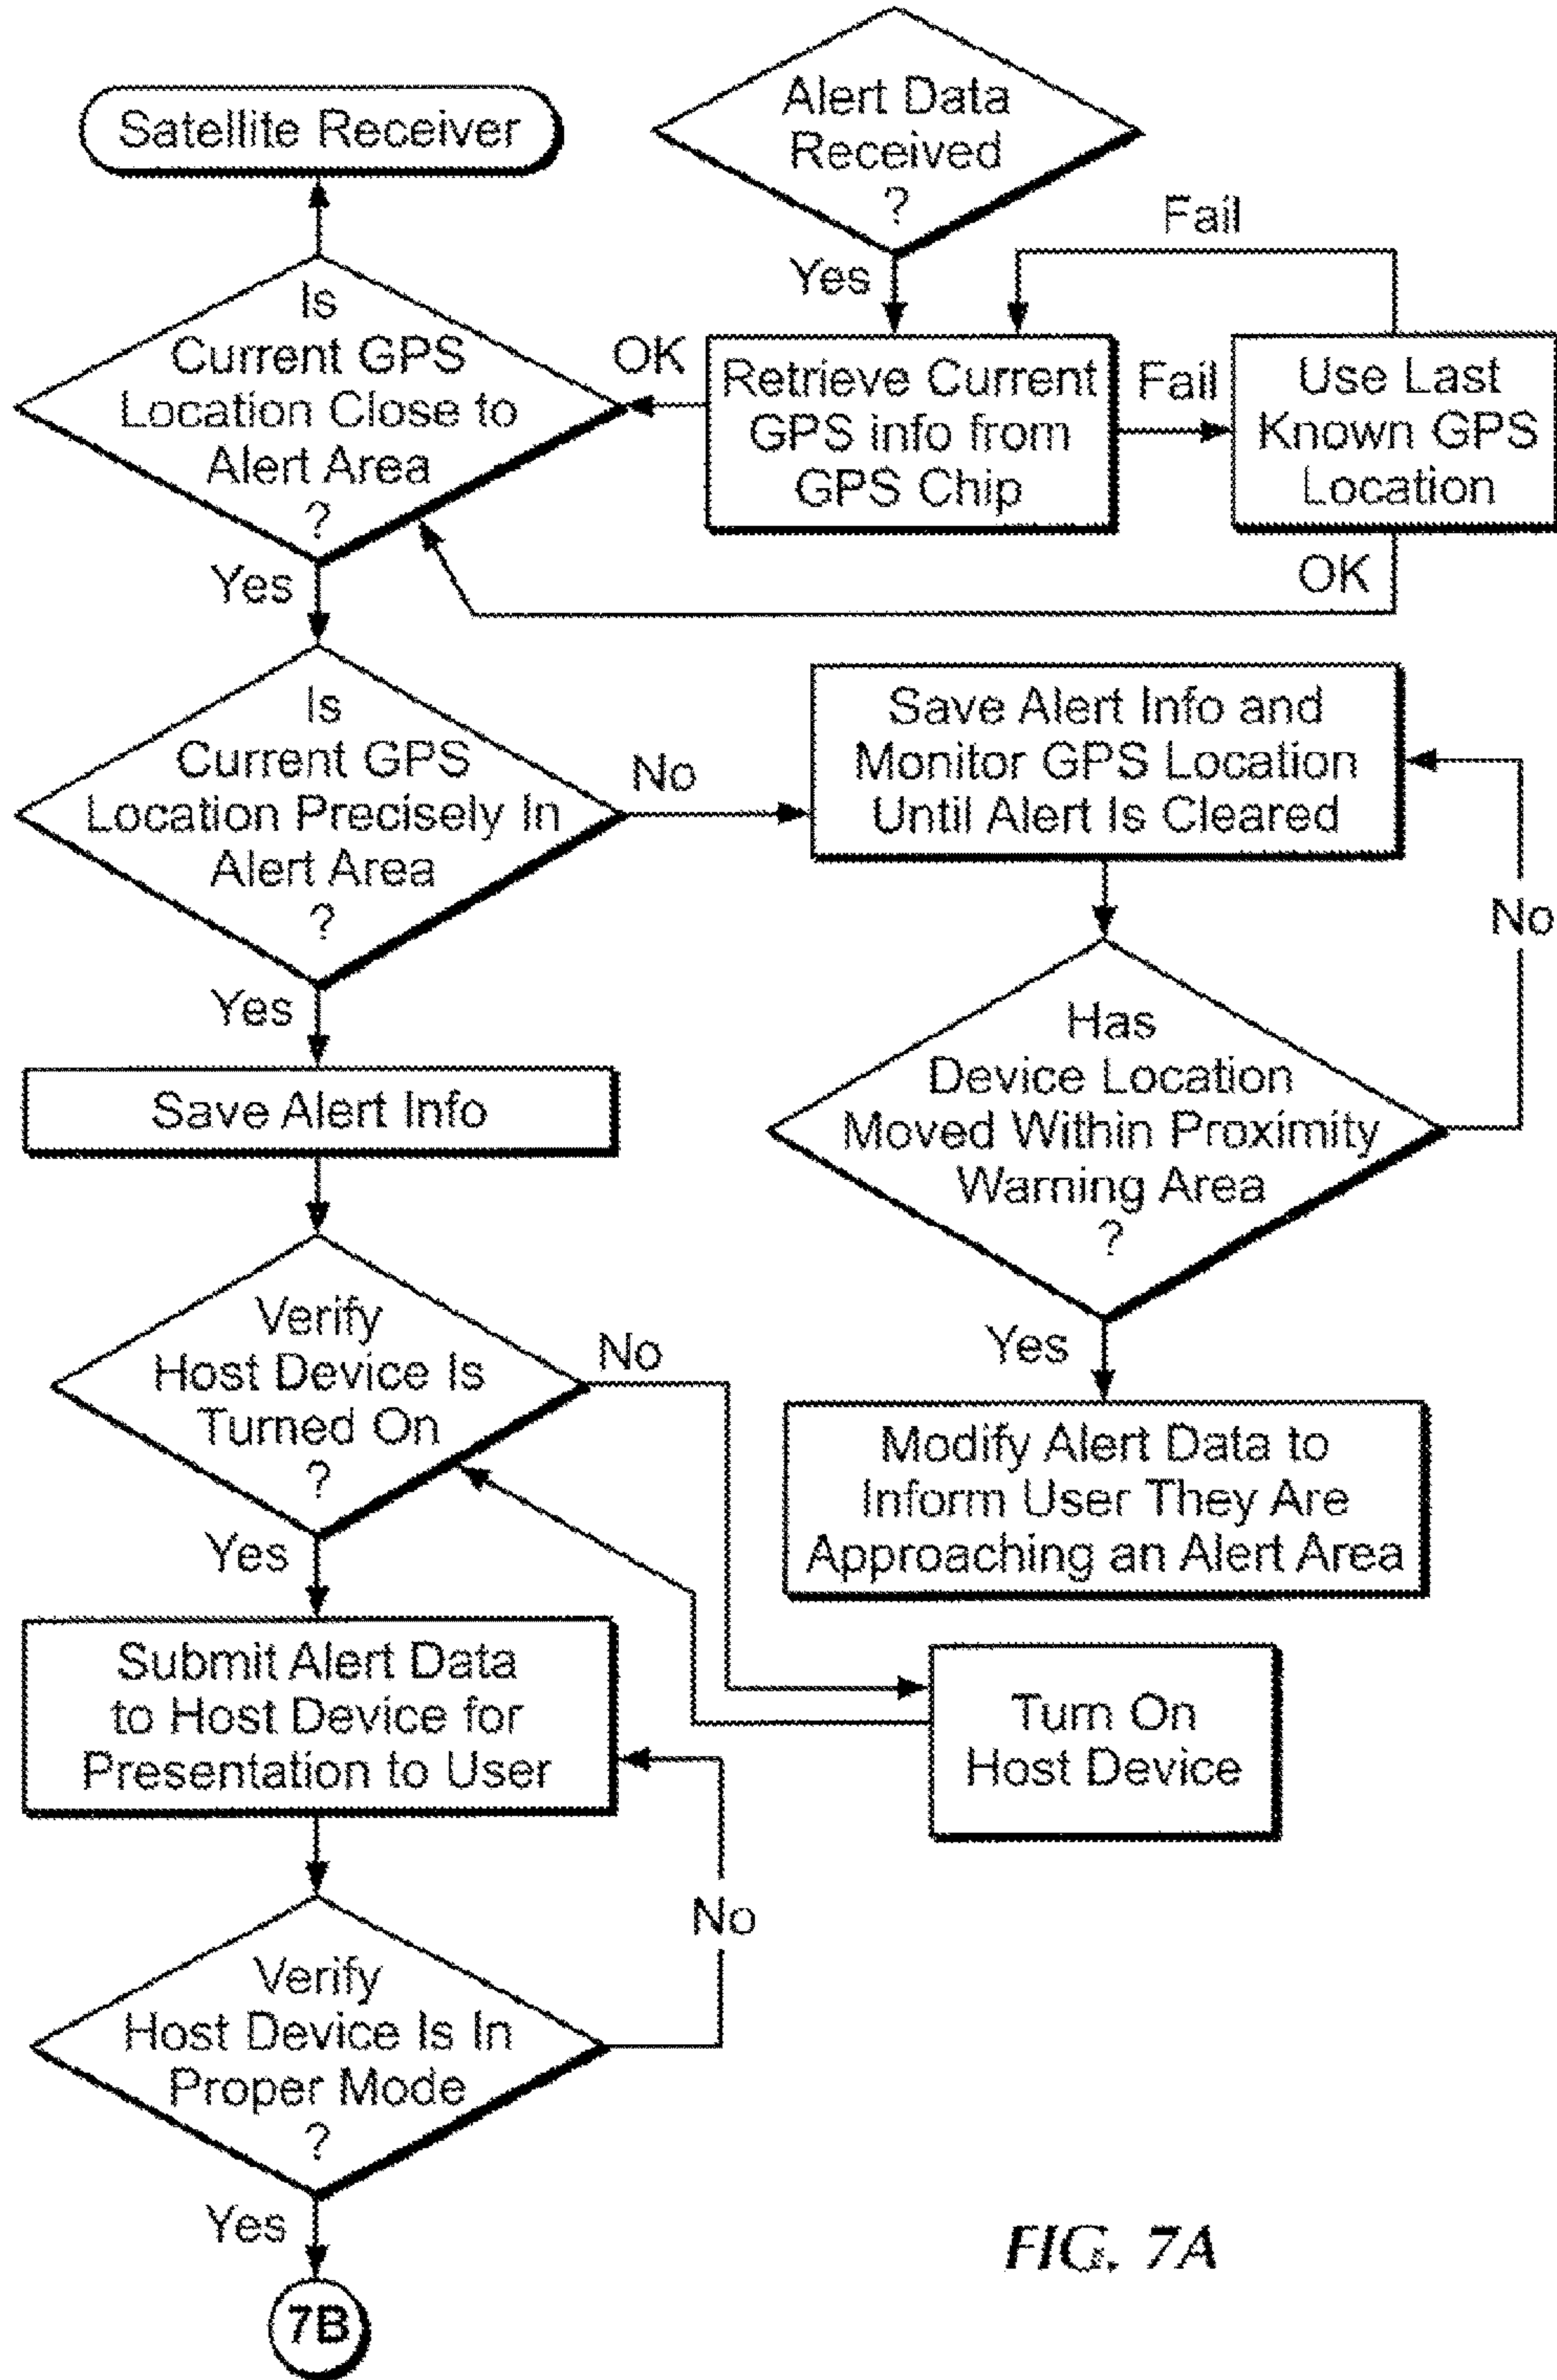 Satellite Receiver
Alert Data
Received
?
Yes
Fail
Is
Current GPS
Location Close to
Alert Area
?
OK
Retrieve Current
GPS info from
GPS Chip
Fail
Use Last
Known GPS
Location
OK
Yes
Is
Current GPS
Location Precisely In
Alert Area
?
No
Save Alert Info and
Monitor GPS Location
Until Alert Is Cleared
No
Yes
Save Alert Info
Has
Device Location
Moved Within Proximity
Warning Area
?
Yes
Verify
Host Device Is
Turned On
?
No
Modify Alert Data to
Inform User They Are
Approaching an Alert Area
Yes
Submit Alert Data
to Host Device for
Presentation to User
Turn On
Host Device
No
Verify
Host Device Is In
Proper Mode
?
Yes
7B
FIG. 7A